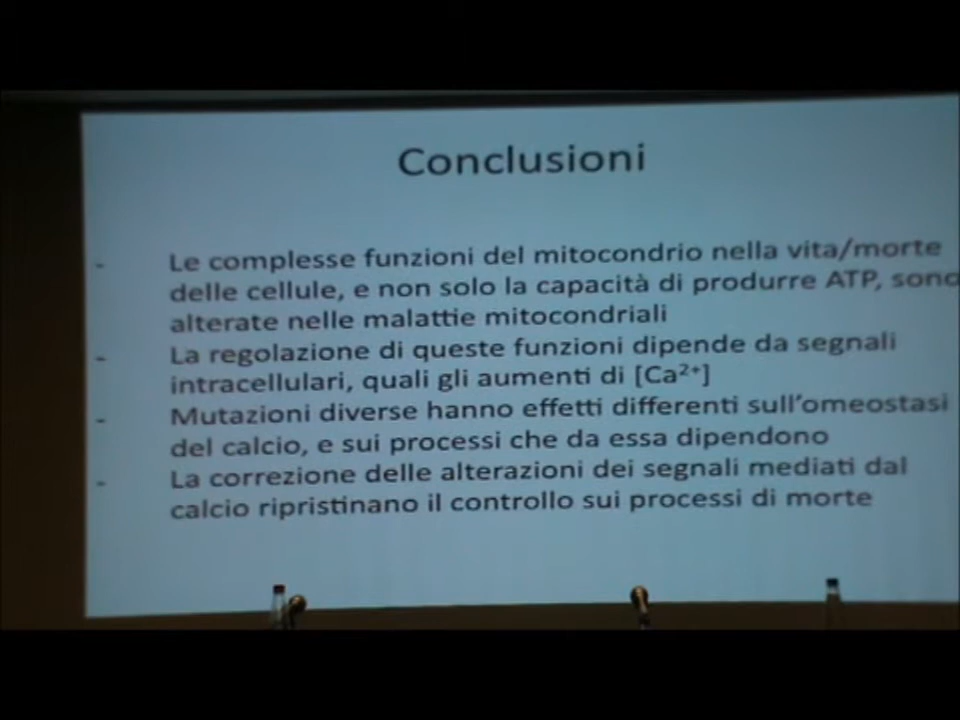 Conclusioni
- Le complesse funzioni del mitocondrio nella vita/morte
delle cellule, e non solo la capacità di produrre ATP, sono
alterate nelle malattie mitocondriali
- La regolazione di queste funzioni dipende da segnali
intracellulari, quali gli aumenti di [Ca²⁺]
- Mutazioni diverse hanno effetti differenti sull'omeostasi
del calcio, e sui processi che da essa dipendono
- La correzione delle alterazioni dei segnali mediati dal
calcio ripristinano il controllo sui processi di morte